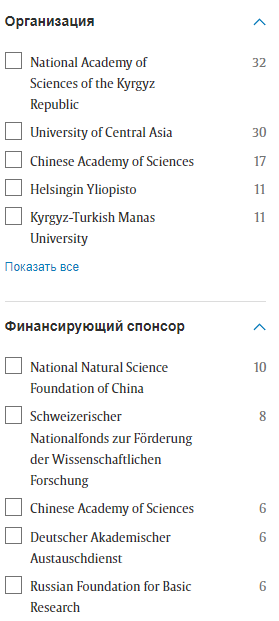 Организация
National Academy of 32
Sciences of the Kyrgyz
Republic
University of Central Asia 30
Chinese Academy of Sciences 17
Helsingin Yliopisto 11
Kyrgyz-Turkish Manas 11
University
Показать все
Финансирующий спонсор
National Natural Science 10
Foundation of China
Schweizerischer 8
Nationalfonds zur Förderung
der Wissenschaftlichen
Forschung
Chinese Academy of Sciences 6
Deutscher Akademischer 6
Austauschdienst
Russian Foundation for Basic 6
Research